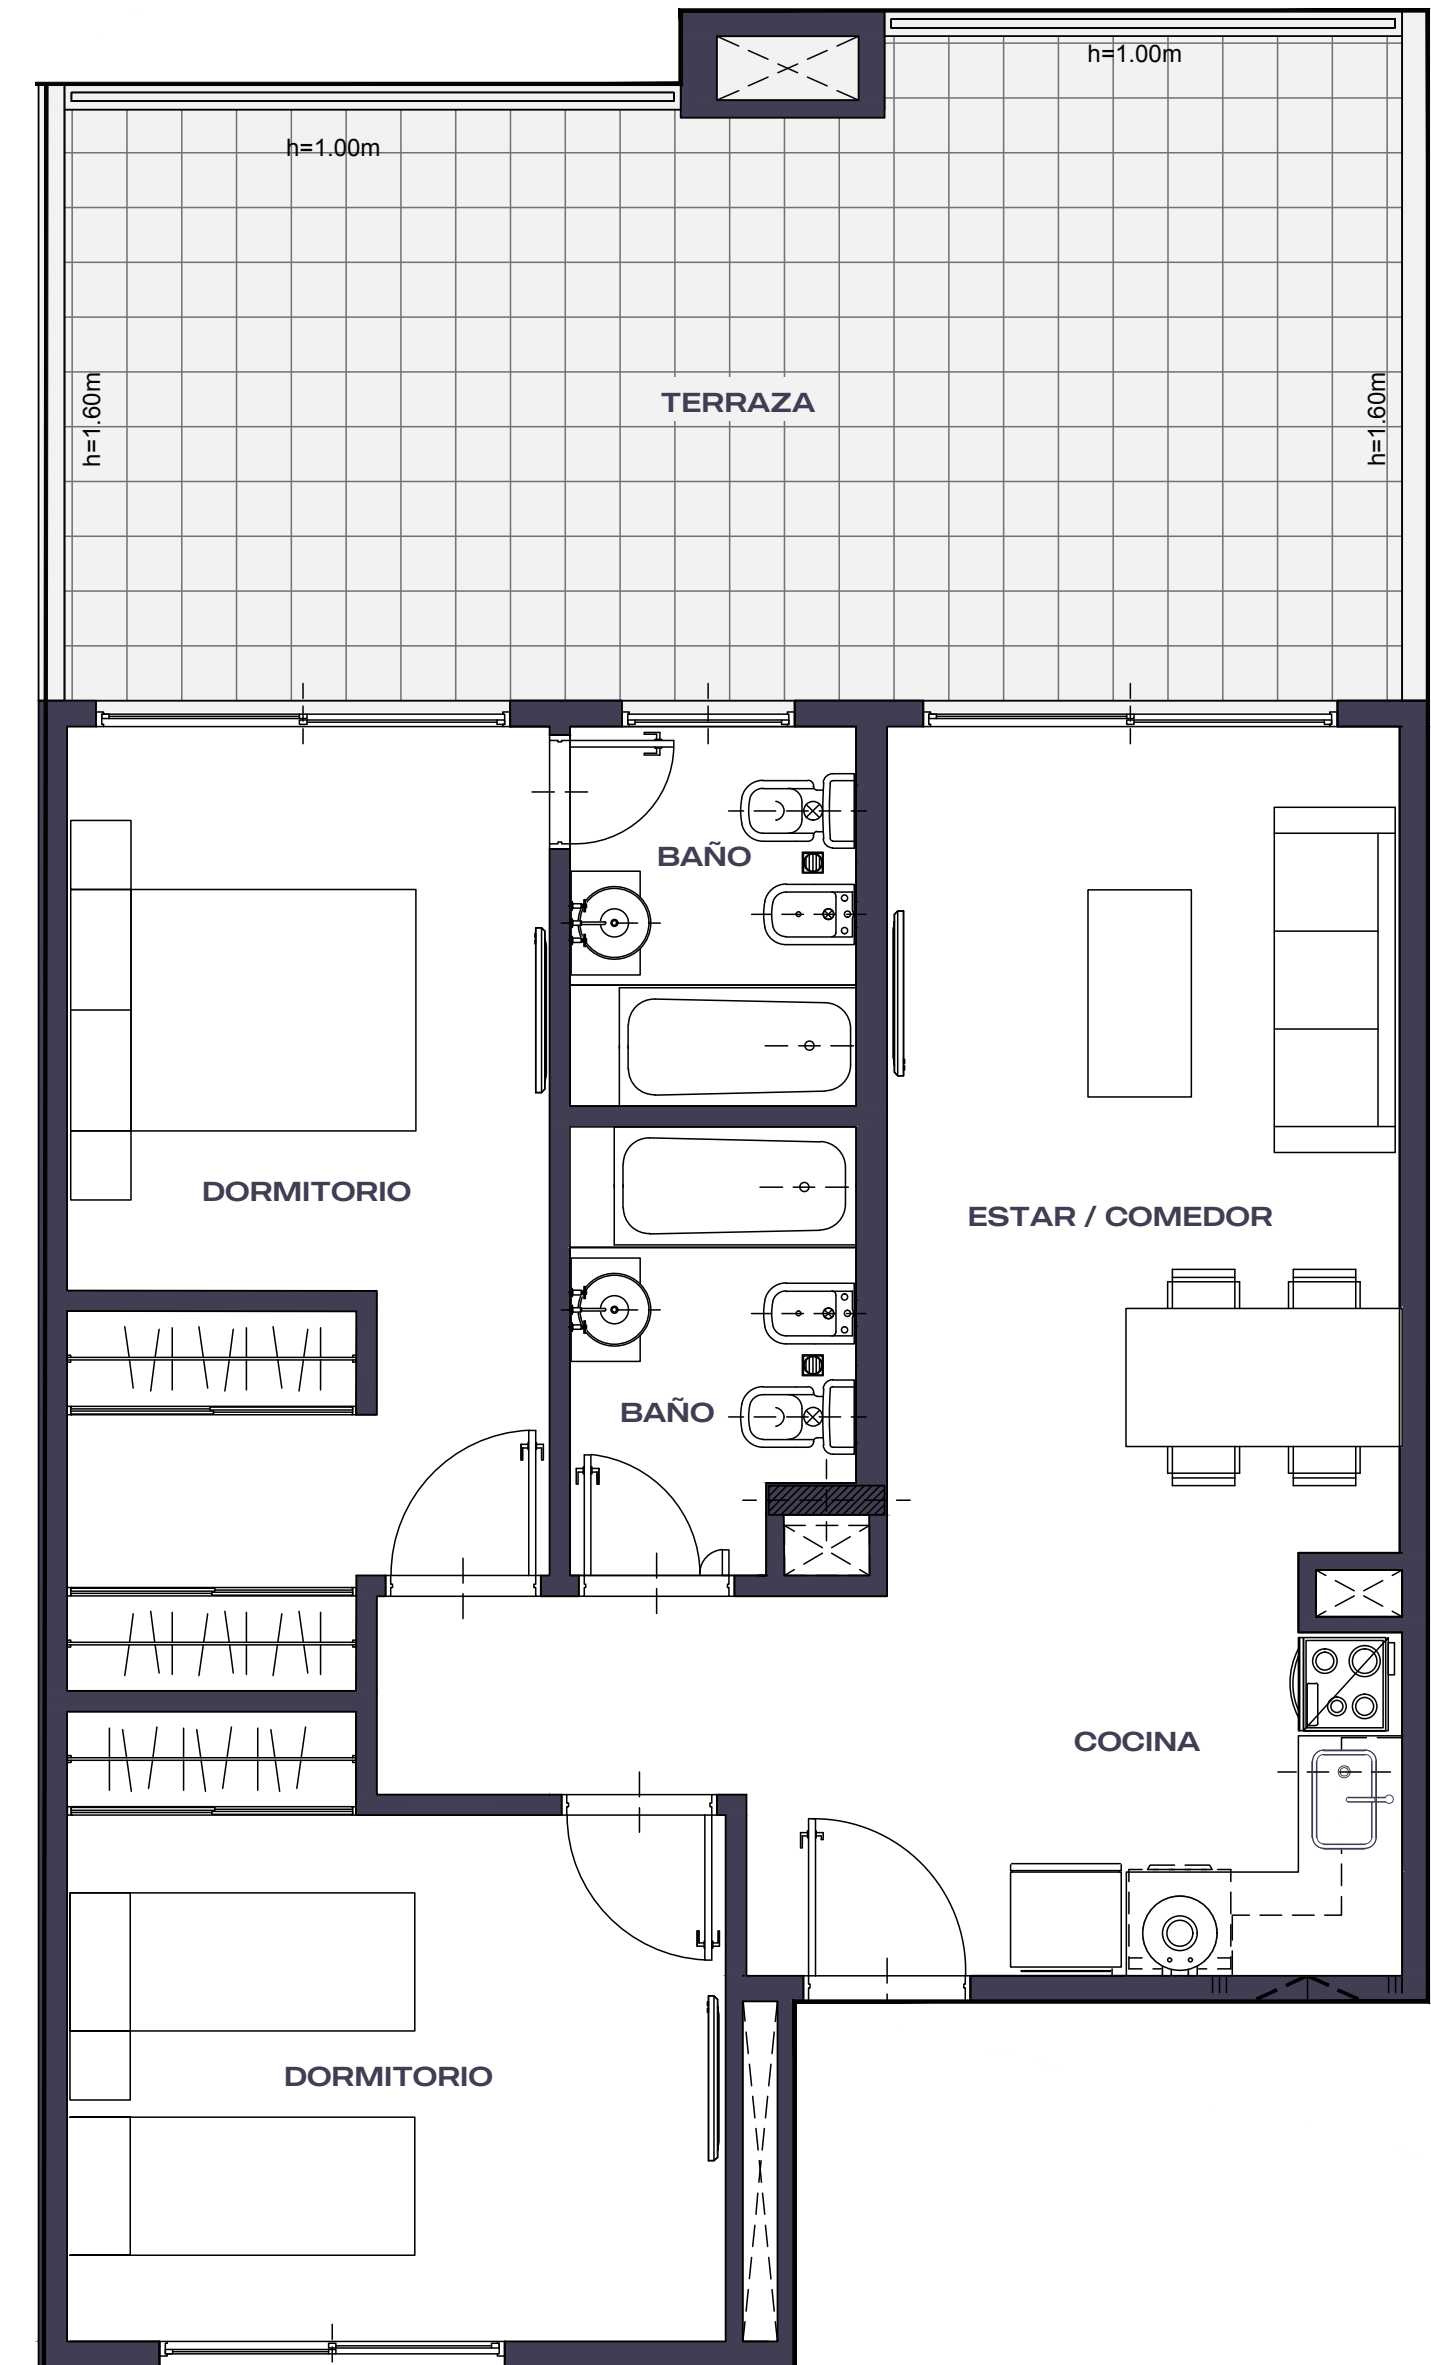 h=1.00m
h=1.00m
h=1.60m
TERRAZA
h=1.60m
BAÑO
DORMITORIO
ESTAR / COMEDOR
BAÑO
COCINA
DORMITORIO